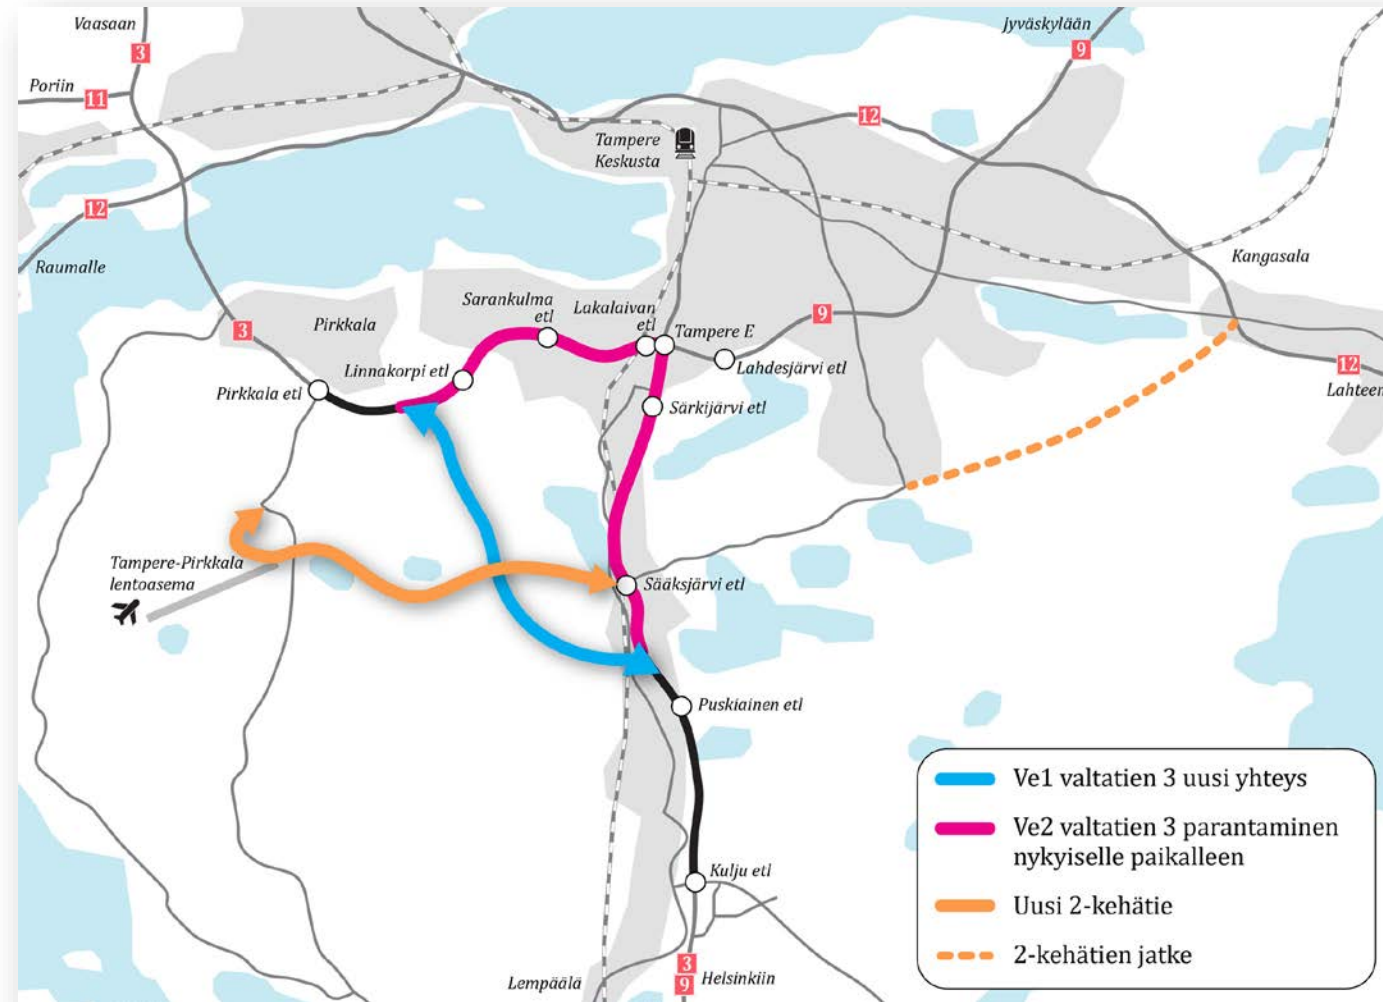 Vaasaan
3
Poriin
11
jyväskylään
9
12
Tampere
Keskusta
12
Raumalle
Kangasala
Sarankulma
etl
Lakalaivan
etl
3
Pirkkala
Tampere E
9
Linnakorpi etl
Lahdesjärvi etl
12
Lahteen
Pirkkala etl
Särkijärvi etl
Tampere-Pirkkala
lentoasema
Sääksjärvi etl
Puskiainen etl
Ve1 valtatien 3 uusi yhteys
Ve2 valtatien 3 parantaminen
nykyiselle paikalleen
Kulju etl
Uusi 2-kehätie
2-kehätien jatke
3
9
Helsinkiin
Lempäälä